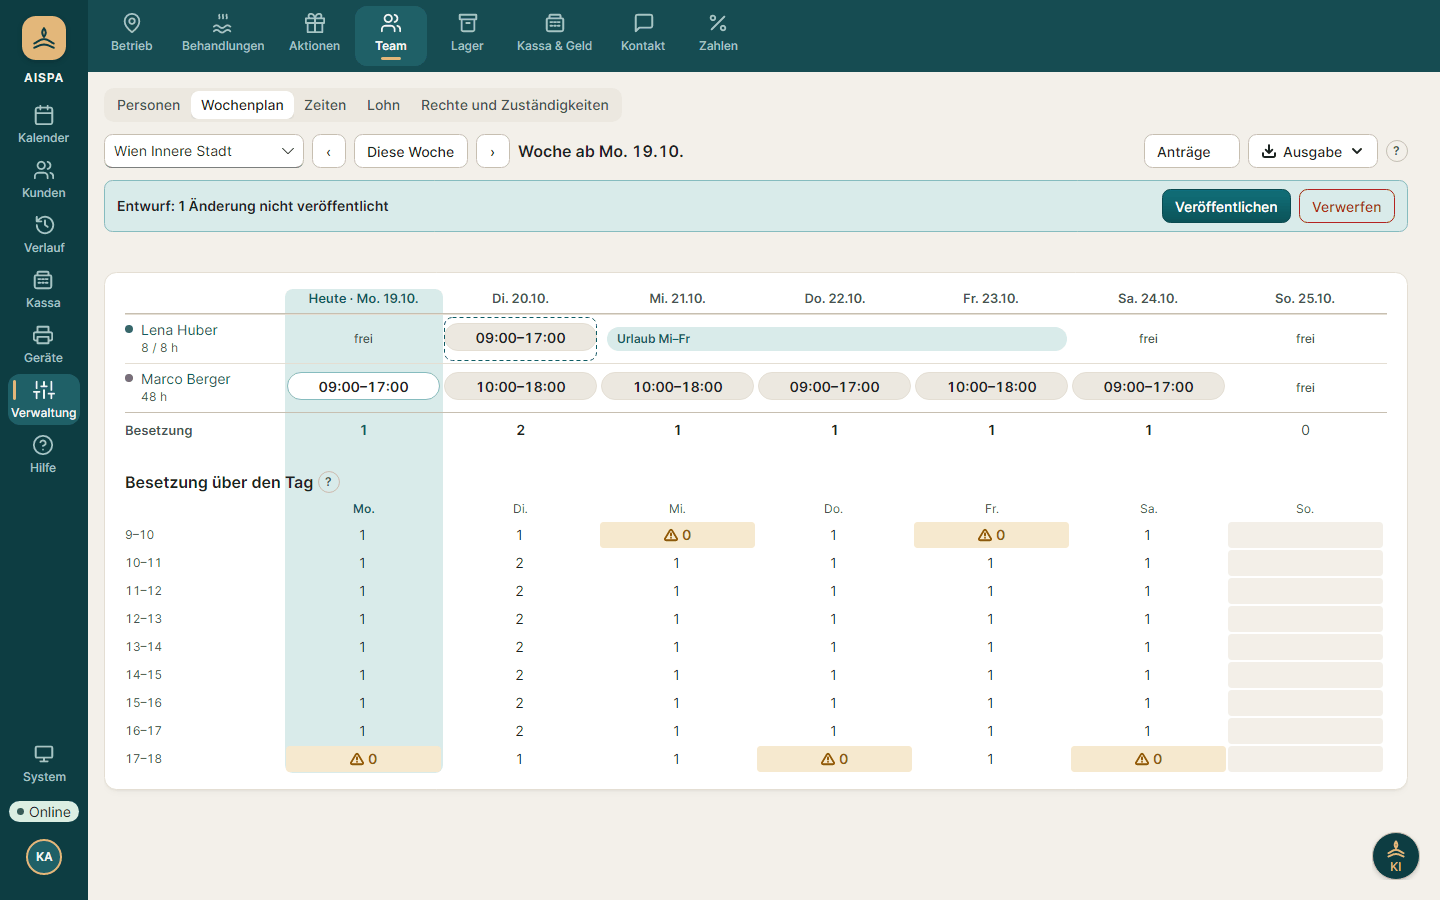 AISPA
Kalender
Kunden
Verlauf
Kassa
Geräte
Verwaltung
Hilfe
System
Online
KA
Betrieb Behandlungen Aktionen Team Lager Kassa & Geld Kontakt Zahlen
Personen Wochenplan Zeiten Lohn Rechte und Zuständigkeiten
Wien Innere Stadt ‹ Diese Woche › Woche ab Mo. 19.10. Anträge Ausgabe ?
Entwurf: 1 Änderung nicht veröffentlicht Veröffentlichen Verwerfen
Heute · Mo. 19.10. Di. 20.10. Mi. 21.10. Do. 22.10. Fr. 23.10. Sa. 24.10. So. 25.10.
Lena Huber frei 09:00–17:00 Urlaub Mi–Fr frei frei
8 / 8 h
Marco Berger 09:00–17:00 10:00–18:00 10:00–18:00 09:00–17:00 10:00–18:00 09:00–17:00 frei
48 h
Besetzung 1 2 1 1 1 1 0
Besetzung über den Tag ?
Mo. Di. Mi. Do. Fr. Sa. So.
9–10 1 1 0 1 0 1
10–11 1 2 1 1 1 1
11–12 1 2 1 1 1 1
12–13 1 2 1 1 1 1
13–14 1 2 1 1 1 1
14–15 1 2 1 1 1 1
15–16 1 2 1 1 1 1
16–17 1 2 1 1 1 1
17–18 0 1 1 0 1 0
KI